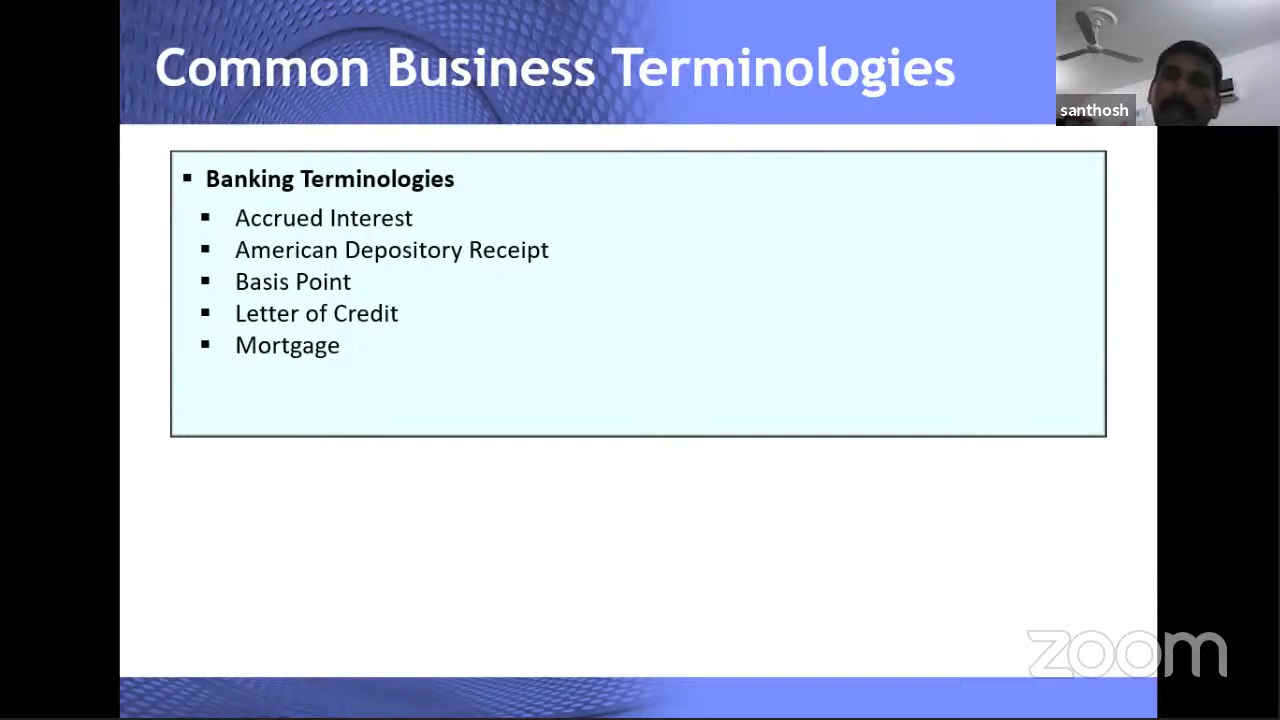 Common Business Terminologies
santhosh
▪ Banking Terminologies
▪ Accrued Interest
▪ American Depository Receipt
▪ Basis Point
▪ Letter of Credit
▪ Mortgage
zoom